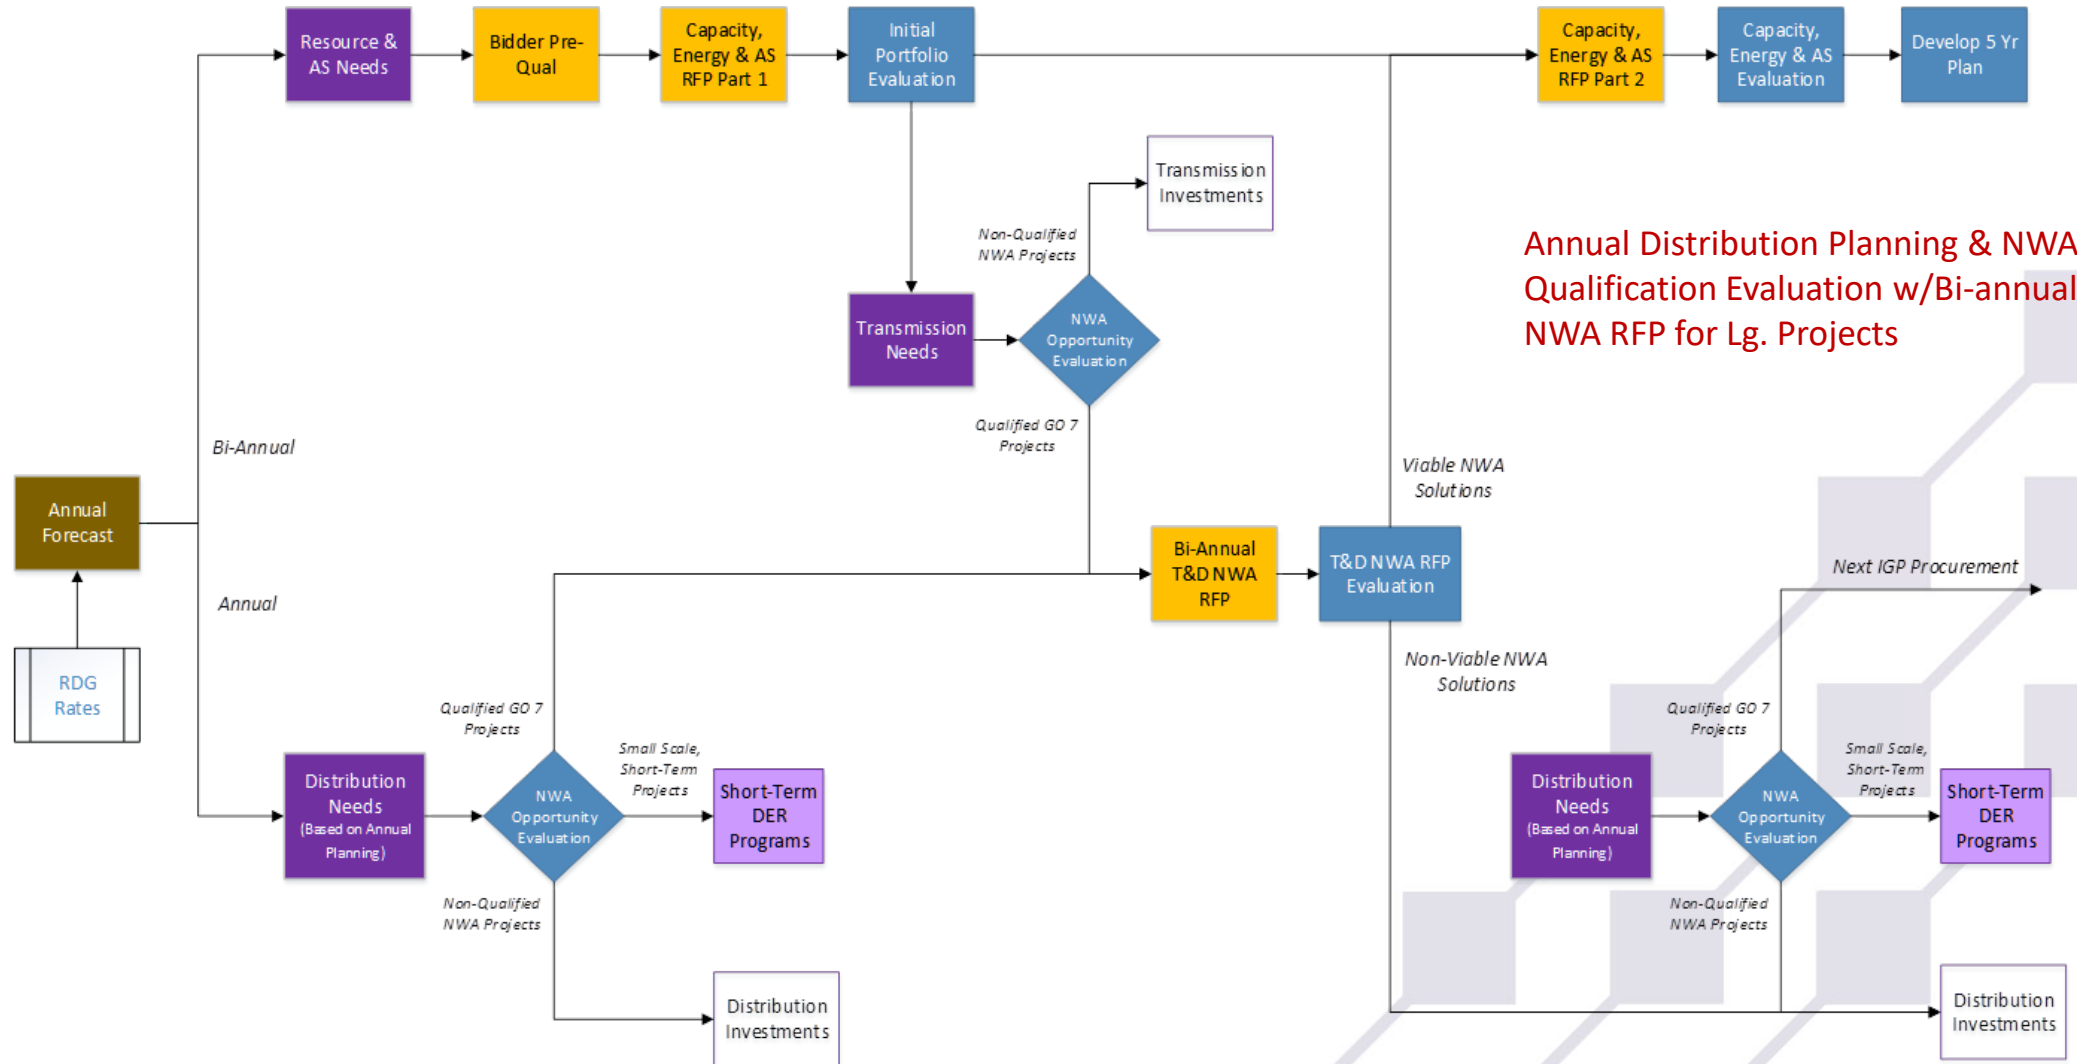 Resource &
AS Needs
Bidder Pre-
Qual
Capacity,
Energy & AS
RFP Part 1
Initial
Portfolio
Evaluation
Capacity,
Energy & AS
RFP Part 2
Capacity,
Energy & AS
Evaluation
Develop 5 Yr
Plan
Transmission
Investments
Non-Qualified
NWA Projects
Annual Distribution Planning & NWA
Qualification Evaluation w/Bi-annual
NWA RFP for Lg. Projects
Transmission
Needs
NWA
Opportunity
Evaluation
Qualified GO 7
Projects
Bi-Annual
Viable NWA
Solutions
Annual
Forecast
Bi-Annual
T&D NWA
RFP
T&D NWA RFP
Evaluation
Next IGP Procurement
Annual
RDG
Rates
Non-Viable NWA
Solutions
Qualified GO 7
Projects
Small Scale,
Short-Term
Projects
Distribution
Needs
(Based on Annual
Planning)
NWA
Opportunity
Evaluation
Short-Term
DER
Programs
Non-Qualified
NWA Projects
Distribution
Investments
Qualified GO 7
Projects
Small Scale,
Short-Term
Projects
Distribution
Needs
(Based on Annual
Planning)
NWA
Opportunity
Evaluation
Short-Term
DER
Programs
Non-Qualified
NWA Projects
Distribution
Investments